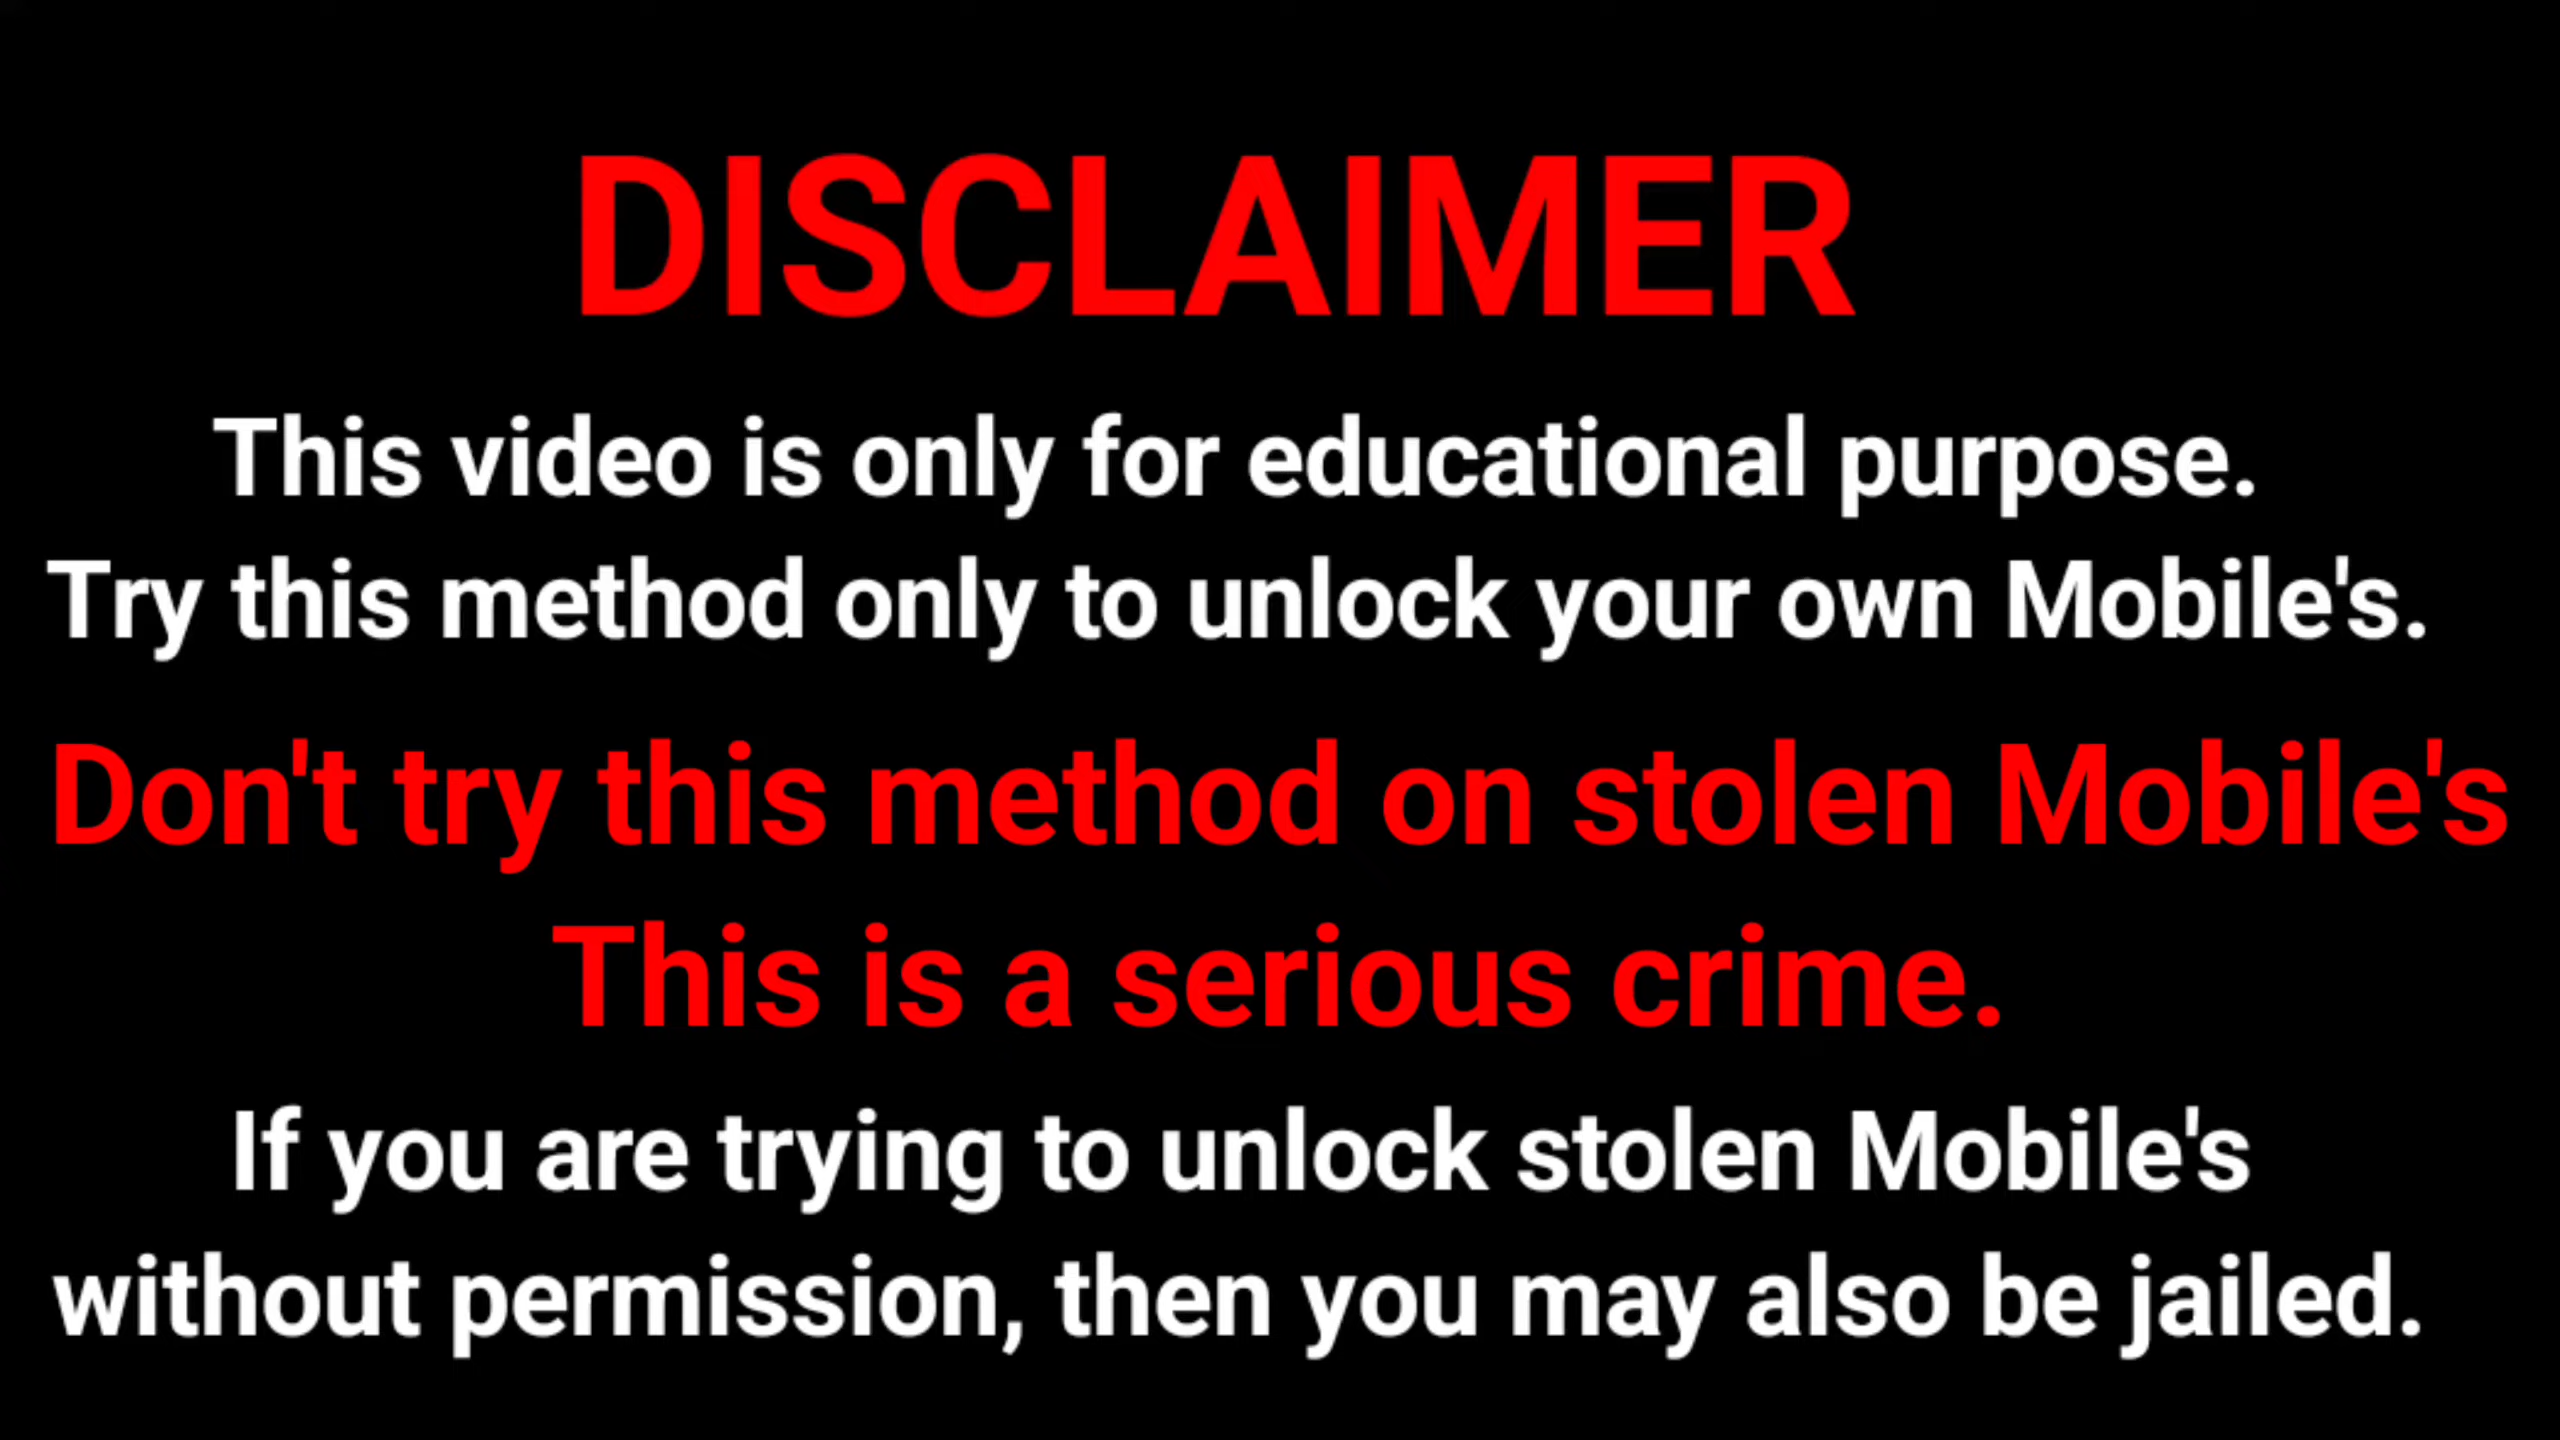 DISCLAIMER
This video is only for educational purpose.
Try this method only to unlock your own Mobile's.
Don't try this method on stolen Mobile's
This is a serious crime.
If you are trying to unlock stolen Mobile's
without permission, then you may also be jailed.